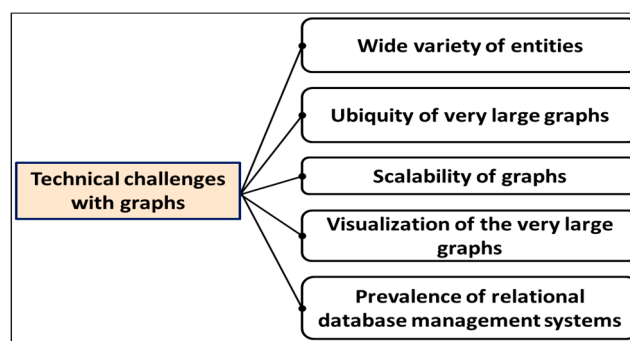 Technical challenges
with graphs
Wide variety of entities
Ubiquity of very large graphs
Scalability of graphs
Visualization of the very large
graphs
Prevalence of relational
database management systems